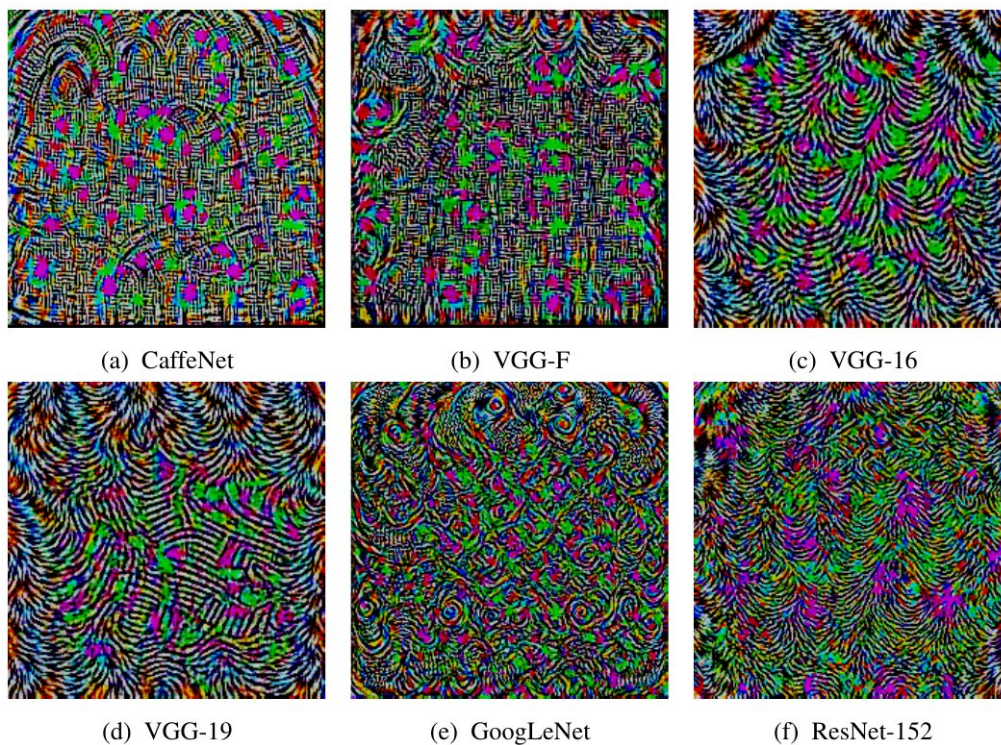 (a) CaffeNet
(b) VGG-F
(c) VGG-16
(d) VGG-19
(e) GoogLeNet
(f) ResNet-152